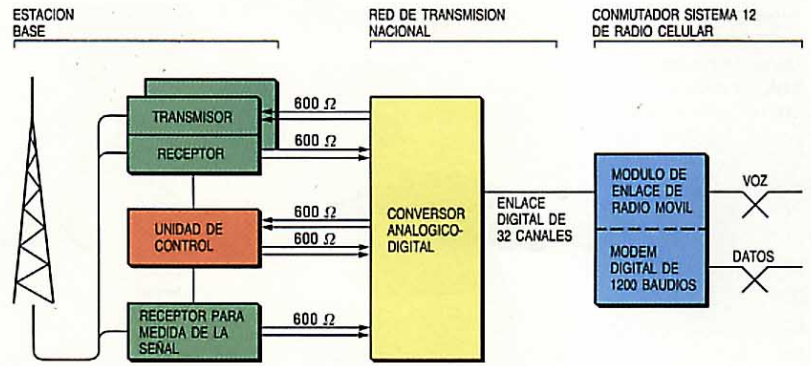 ESTACION
BASE
RED DE TRANSMISION
NACIONAL
CONMUTADOR SISTEMA 12
DE RADIO CELULAR
TRANSMISOR
RECEPTOR
600 Ω
600 Ω
UNIDAD DE
CONTROL
600 Ω
600 Ω
RECEPTOR PARA
MEDIDA DE LA
SEÑAL
600 Ω
CONVERSOR
ANALOGICO-
DIGITAL
ENLACE
DIGITAL DE
32 CANALES
MODULO DE
ENLACE DE
RADIO MOVIL
MODEM
DIGITAL DE
1200 BAUDIOS
VOZ
DATOS